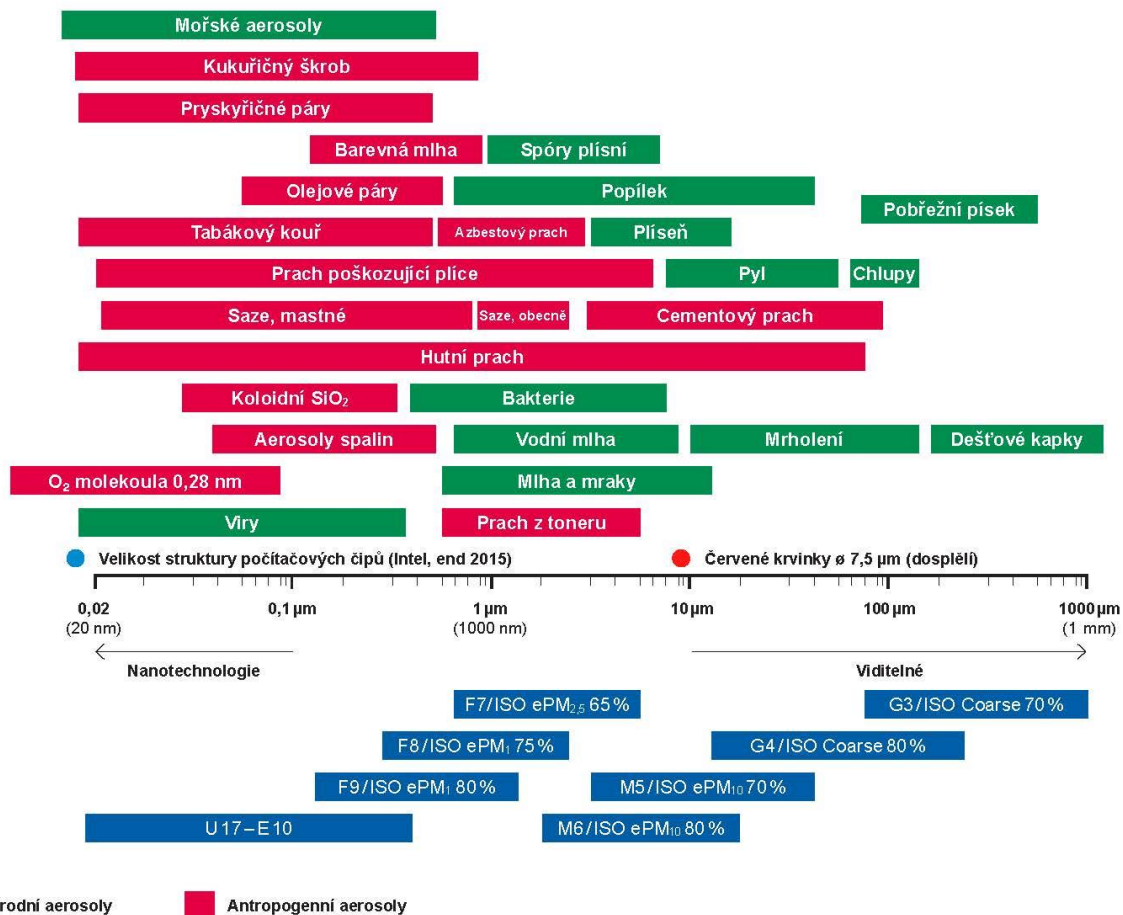 Mořské aerosoly
Kukuřičný škrob
Pryskyřičné páry
Barevná mlha
Spóry plísní
Olejové páry
Popílek
Pobřežní písek
Tabákový kouř
Azbestový prach
Plíseň
Prach poškozující plíce
Pyl
Chlupy
Saze, mastné
Saze, obecně
Cementový prach
Hutní prach
Koloidní SiO₂
Bakterie
Aerosoly spalin
Vodní mlha
Mrholení
Dešťové kapky
O₂ molekoula 0,28 nm
Mlha a mraky
Viry
Prach z toneru
Velikost struktury počítačových čipů (Intel, end 2015)
Červené krvinky ø 7,5 µm (dosplělí)
0,02
0,1 µm
1 µm
10 µm
100 µm
1000 µm
(20 nm)
(1000 nm)
(1 mm)
Nanotechnologie
Viditelné
F7/ISO ePM2,5 65 %
G3/ISO Coarse 70 %
F8/ISO ePM1 75 %
G4/ISO Coarse 80 %
F9/ISO ePM1 80 %
M5/ISO ePM10 70 %
U 17–E 10
M6/ISO ePM10 80 %
rodní aerosoly
Antropogenní aerosoly